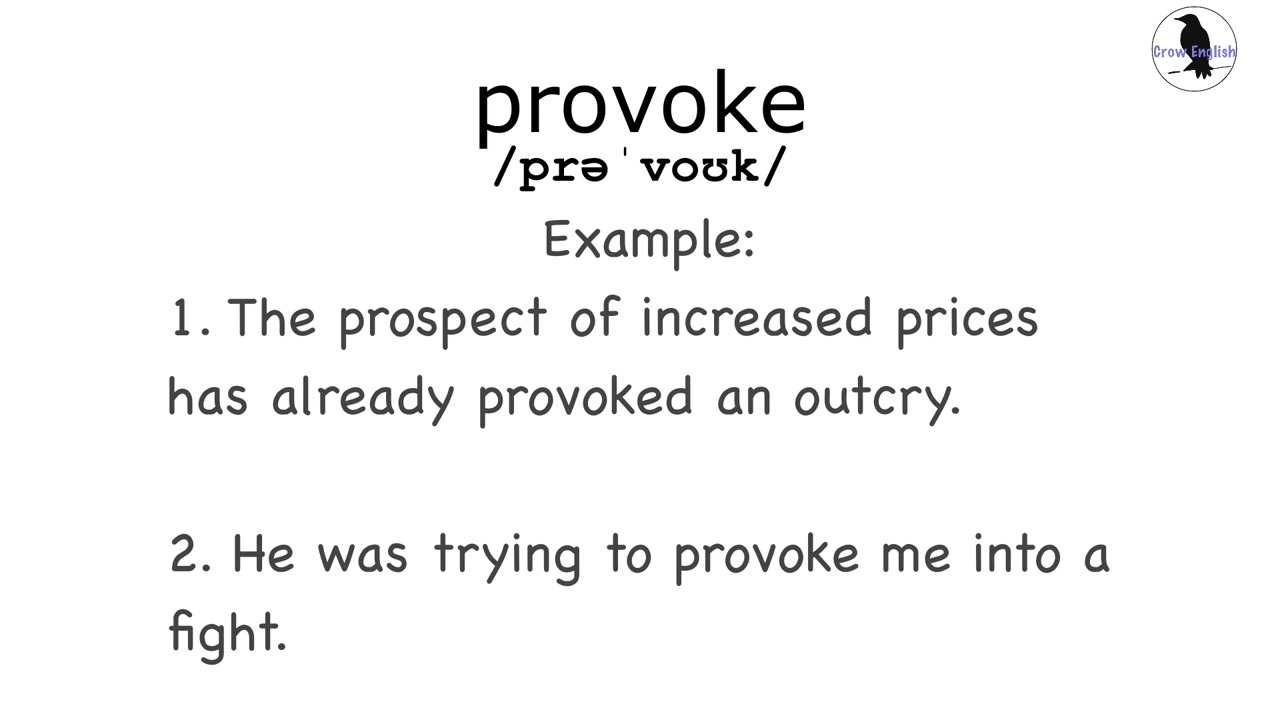 Crow English
provoke
/prəˈvoʊk/
Example:
1. The prospect of increased prices
has already provoked an outcry.
2. He was trying to provoke me into a
fight.